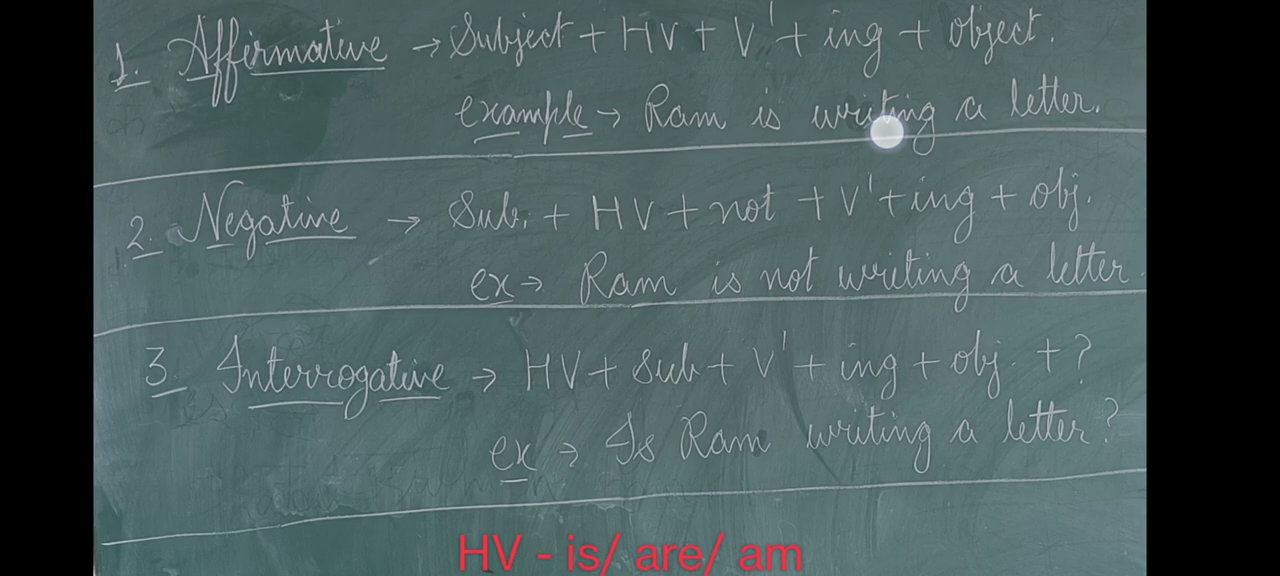 1. Affirmative → Subject + HV + V¹ + ing + object.
example → Ram is writing a letter.
2. Negative → Sub. + HV + not + V¹ + ing + obj.
ex → Ram is not writing a letter.
3 Interrogative → HV + sub + V¹ + ing + obj. + ?
ex → Is Ram writing a letter?
HV - is/ are/ am